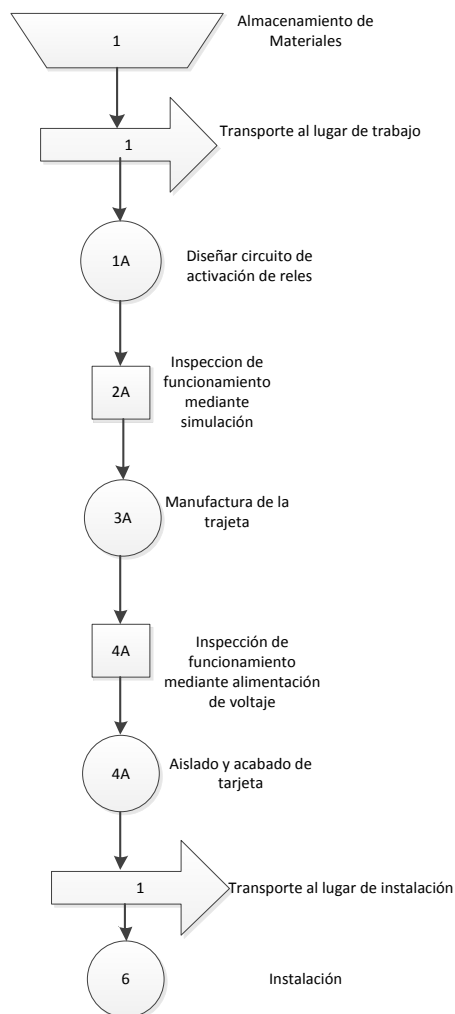 1
Almacenamiento de
Materiales
1
Transporte al lugar de trabajo
1A
Diseñar circuito de
activación de reles
2A
Inspeccion de
funcionamiento
mediante
simulación
3A
Manufactura de la
trajeta
4A
Inspección de
funcionamiento
mediante alimentación
de voltaje
4A
Aislado y acabado de
tarjeta
1
Transporte al lugar de instalación
6
Instalación